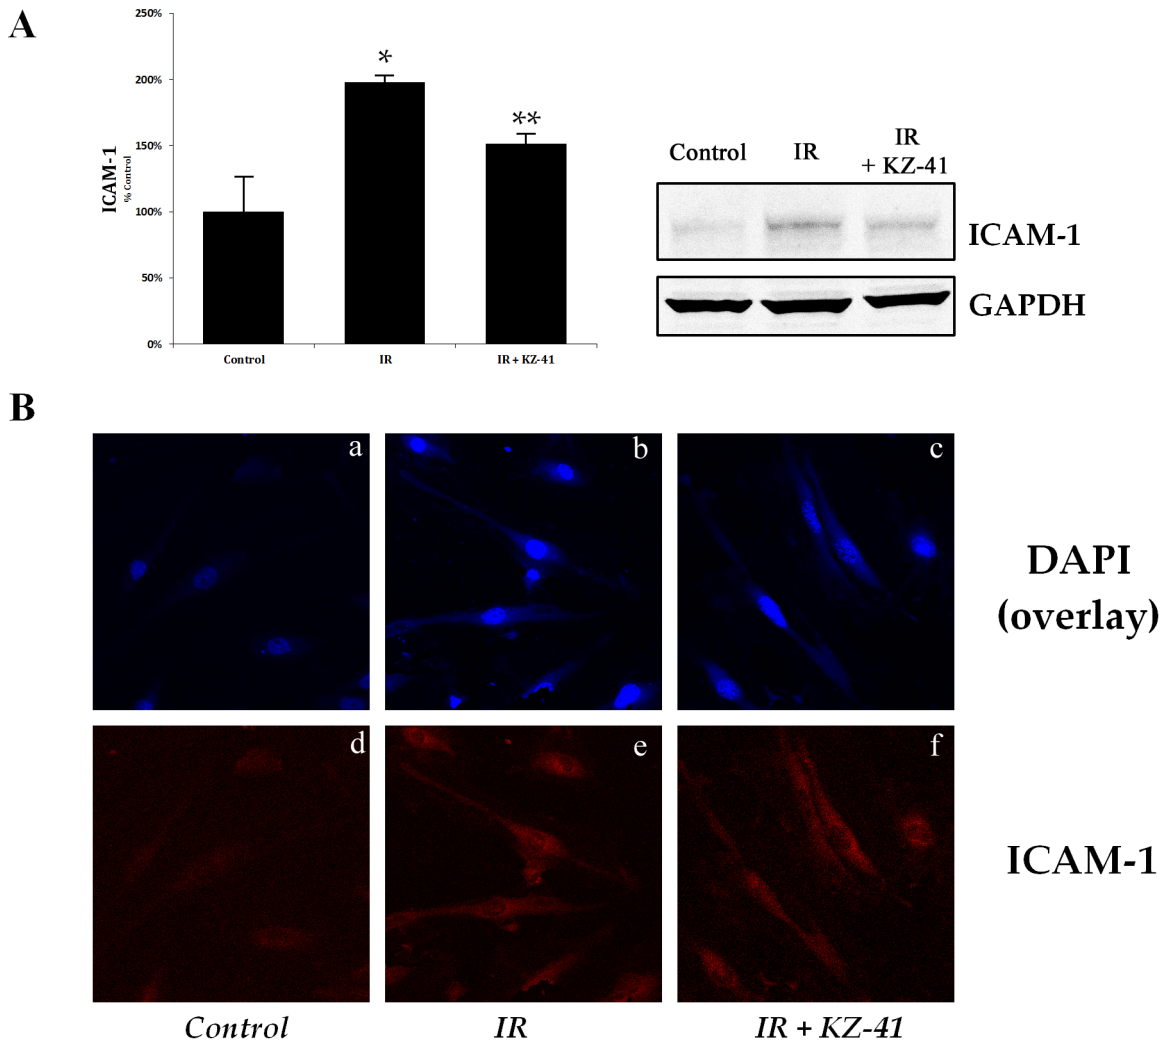 A
250%
200%
150%
100%
50%
0%
ICAM-1
% Control
*
**
Control
IR
IR + KZ-41
Control
IR
IR
+ KZ-41
ICAM-1
GAPDH
B
a
b
c
DAPI
(overlay)
d
e
f
ICAM-1
Control
IR
IR + KZ-41